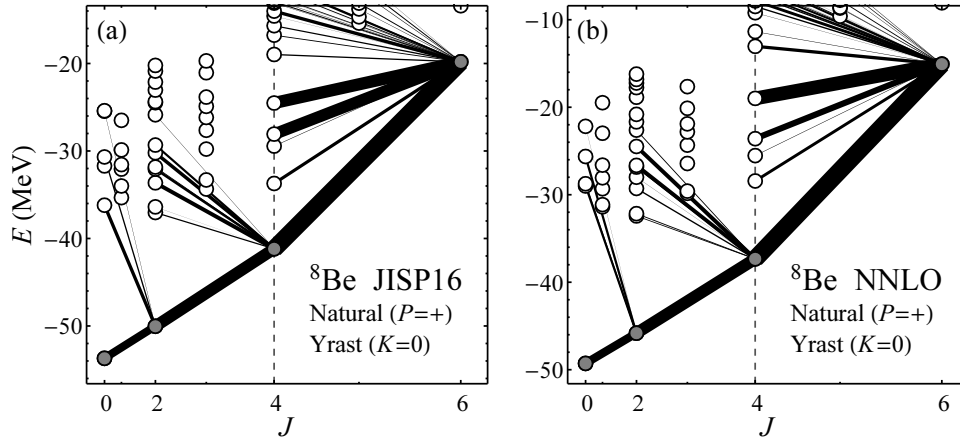 (a)
−20
−30
−40
−50
E (MeV)
⁸Be JISP16
Natural (P=+)
Yrast (K=0)
0 2 4 6
J
(b)
−10
−20
−30
−40
−50
⁸Be NNLO
Natural (P=+)
Yrast (K=0)
0 2 4 6
J